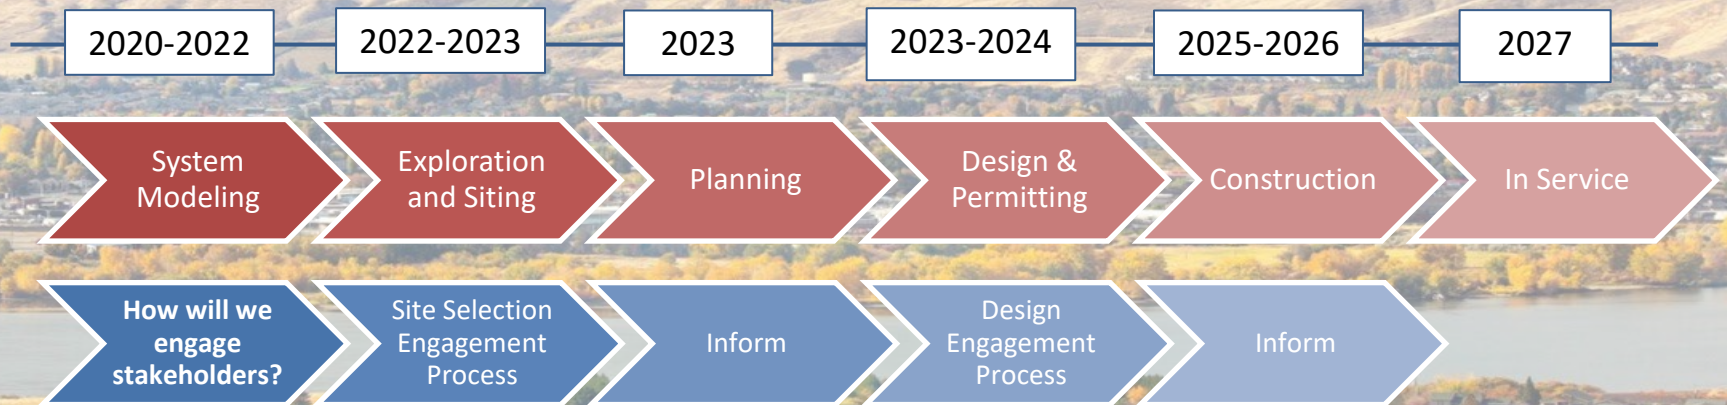 2020-2022
2022-2023
2023
2023-2024
2025-2026
2027
System
Modeling
Exploration
and Siting
Planning
Design &
Permitting
Construction
In Service
How will we
engage
stakeholders?
Site Selection
Engagement
Process
Inform
Design
Engagement
Process
Inform